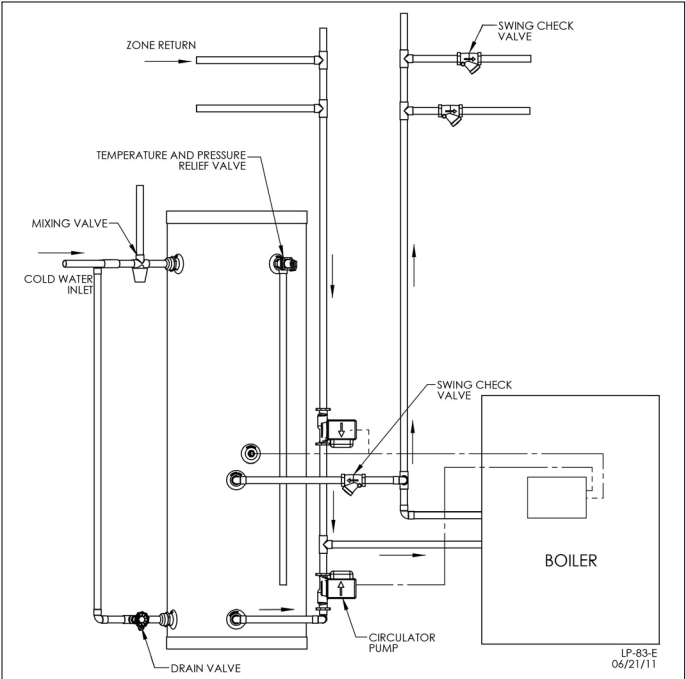 SWING CHECK
VALVE
ZONE RETURN
TEMPERATURE AND PRESSURE
RELIEF VALVE
MIXING VALVE
COLD WATER
INLET
SWING CHECK
VALVE
BOILER
CIRCULATOR
PUMP
DRAIN VALVE
LP-83-E
06/21/11